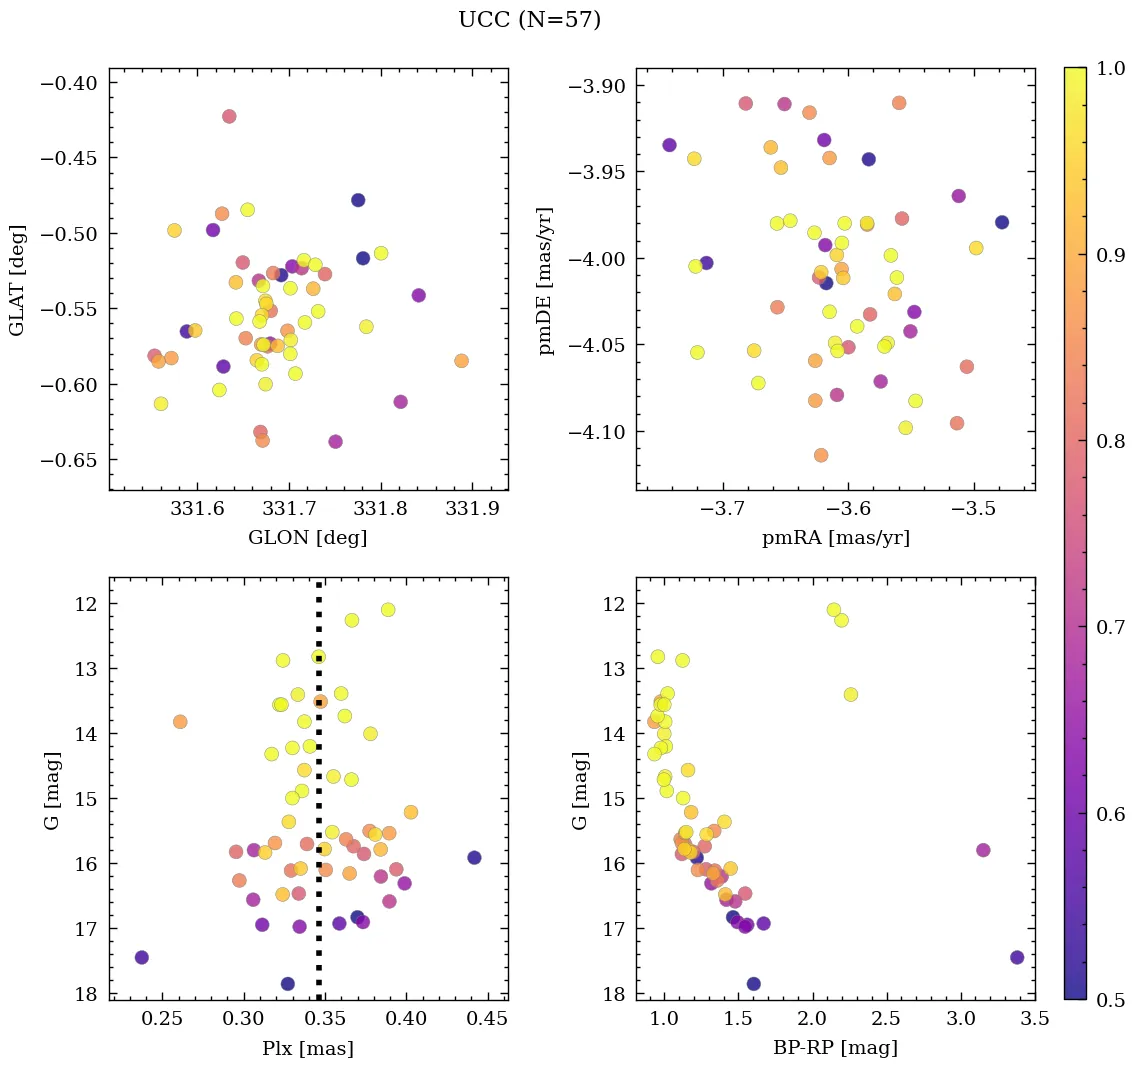 UCC (N=57)
−0.40
−0.45
−0.50
−0.55
−0.60
−0.65
GLAT [deg]
331.6 331.7 331.8 331.9
GLON [deg]
−3.90
−3.95
−4.00
−4.05
−4.10
pmDE [mas/yr]
−3.7 −3.6 −3.5
pmRA [mas/yr]
12
13
14
15
16
17
18
G [mag]
0.25 0.30 0.35 0.40 0.45
Plx [mas]
12
13
14
15
16
17
18
G [mag]
1.0 1.5 2.0 2.5 3.0 3.5
BP-RP [mag]
1.0
0.9
0.8
0.7
0.6
0.5